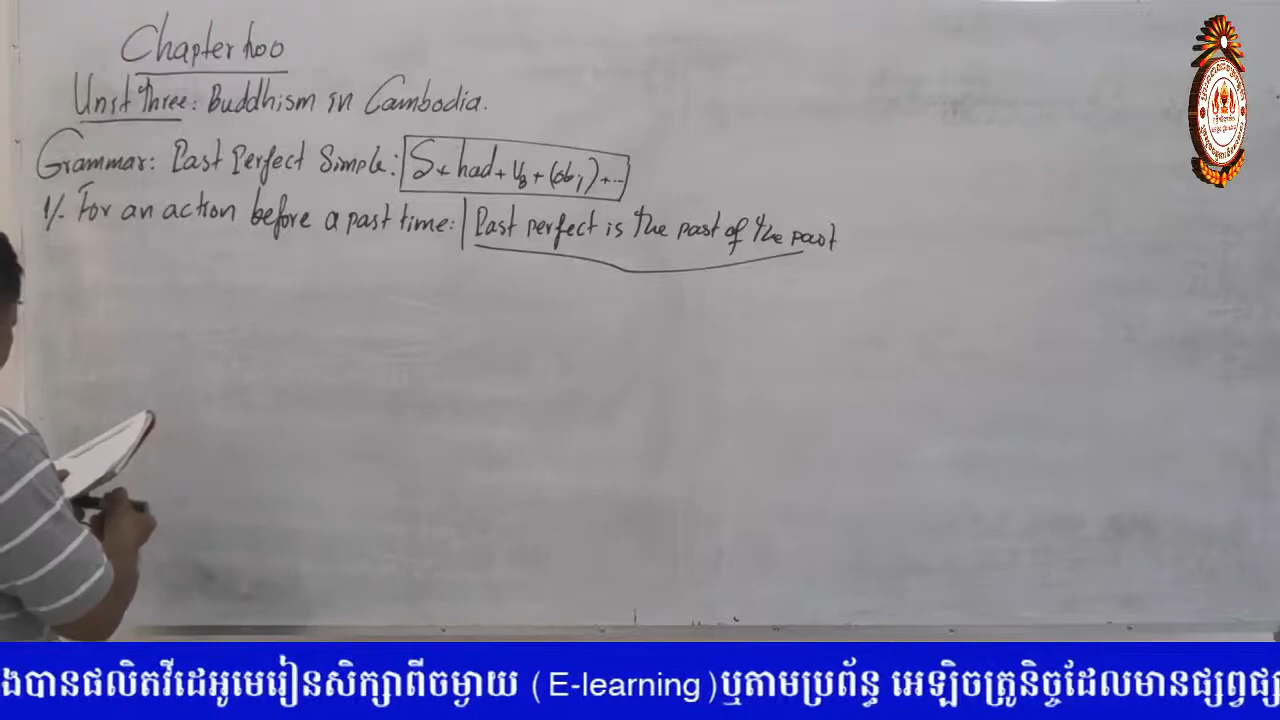 Chapter two
Unit Three: Buddhism in Cambodia.
Grammar: Past Perfect Simple: S + had + V3 + (obj) + ...
1/. For an action before a past time: | Past perfect is the past of the past
ងបានផលិតវីដេអូមេរៀនសិក្សាពីចម្ងាយ ( E-learning )ឬតាមប្រព័ន្ធ អេឡិចត្រូនិច្ចដែលមានផ្សព្វផ្ស